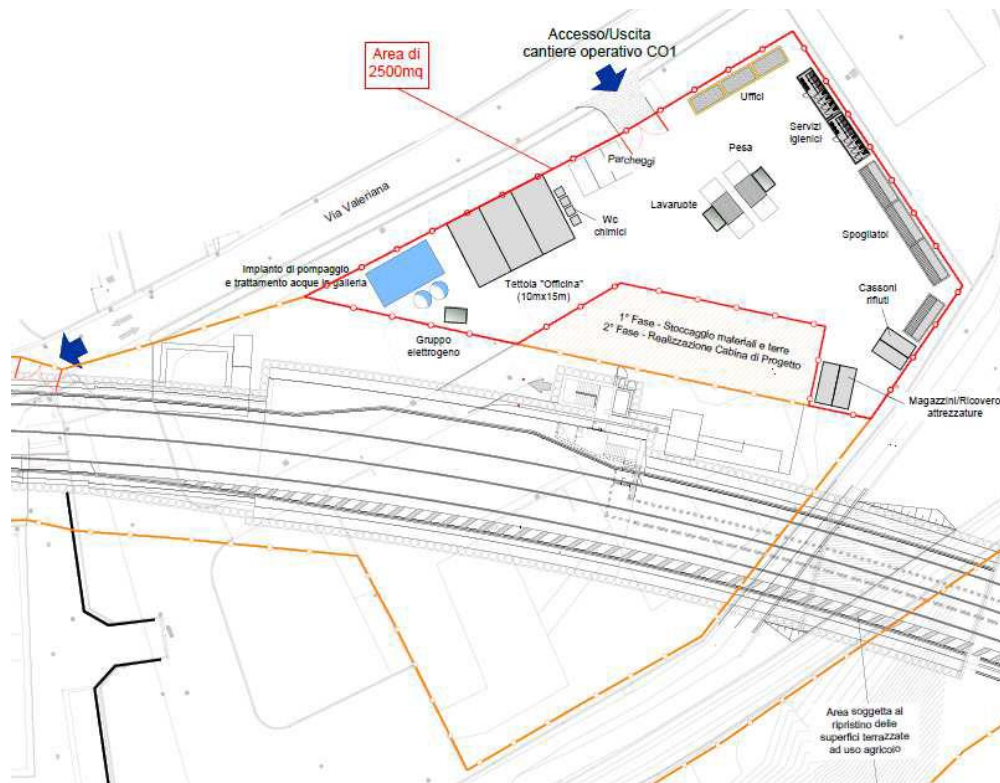 Accesso/Uscita
cantiere operativo CO1
Area di
2500mq
Uffici
Servizi
igienici
Parcheggi
Pesa
Via Valeriana
Lavaruote
Wc
chimici
Spogliatoi
Impianto di pompaggio
e trattamento acque in galleria
Tettoia "Officina"
(10mx15m)
Cassoni
rifiuti
1° Fase - Stoccaggio materiali e terre
2° Fase - Realizzazione Cabina di Progetto
Gruppo
elettrogeno
Magazzini/Ricovero
attrezzature
Area soggetta al
ripristino delle
superfici terrazzate
ad uso agricolo